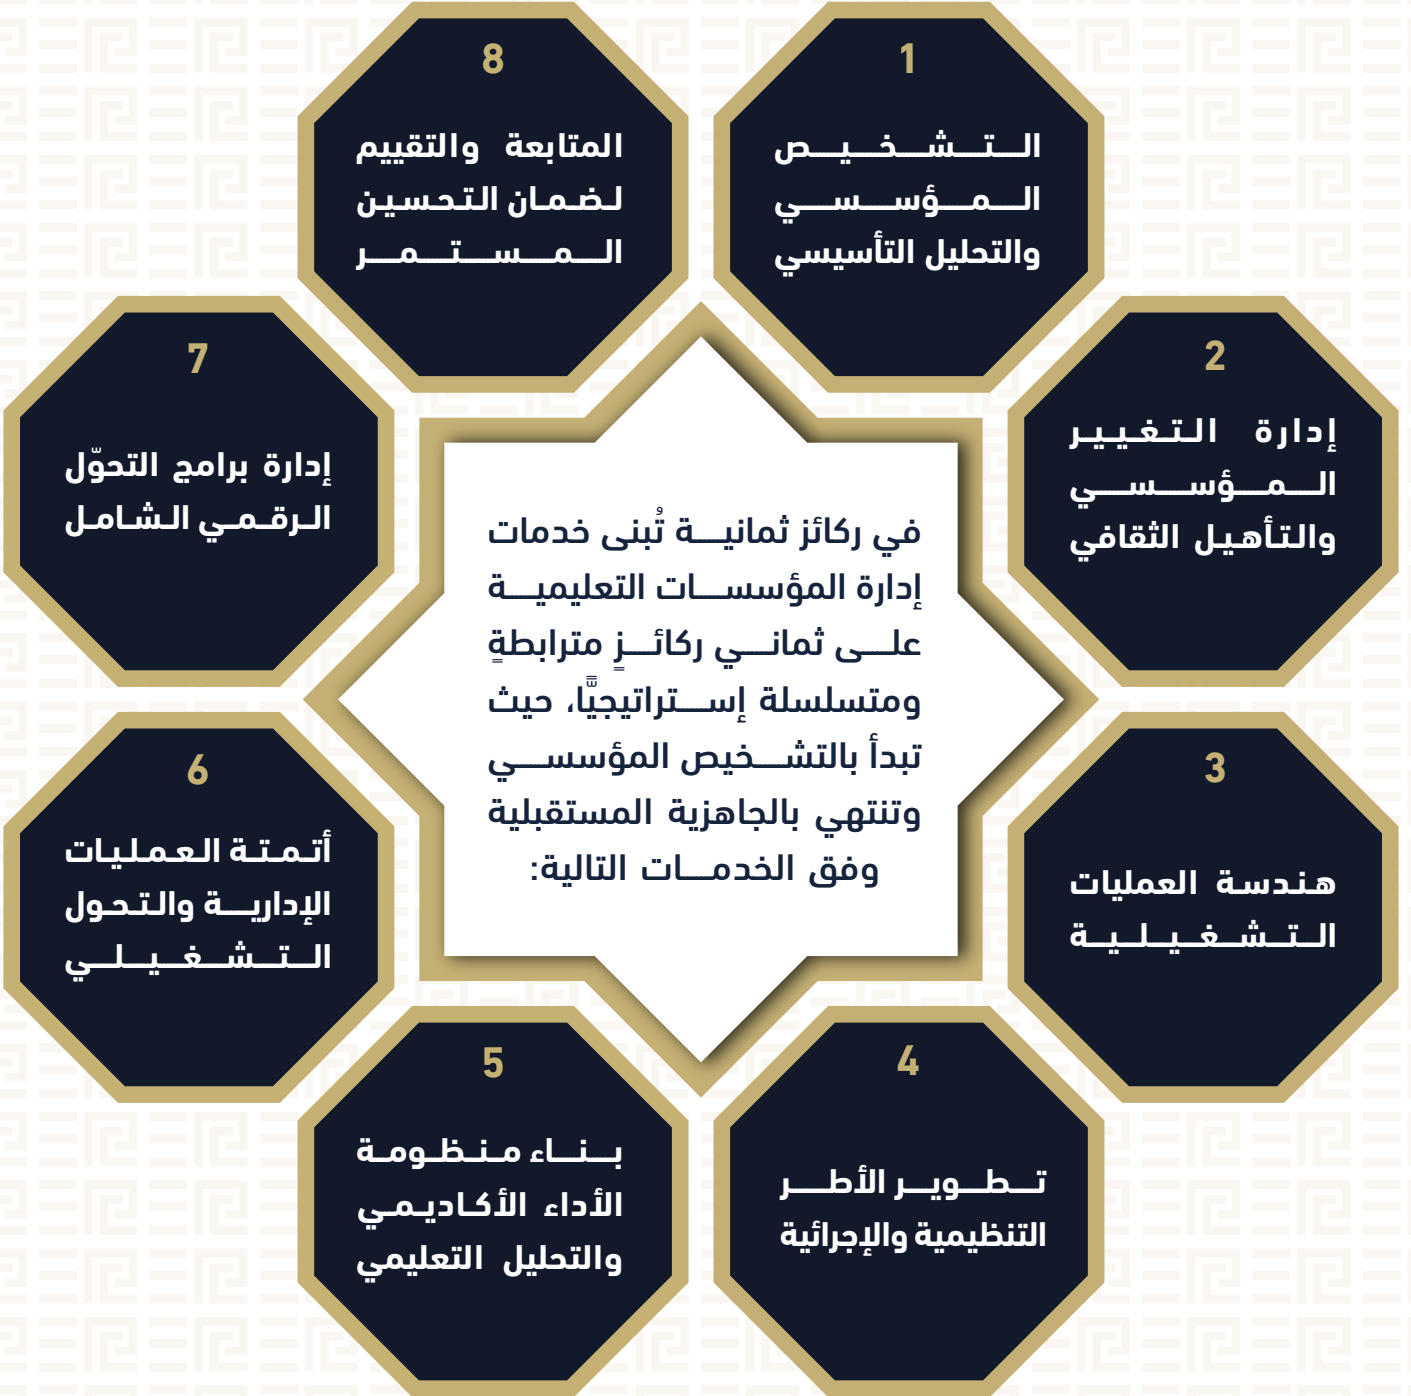 في ركائز ثمانية تُبنى خدمات
إدارة المؤسسات التعليمية
على ثماني ركائزٍ مترابطةٍ
ومتسلسلة إستراتيجيًّا، حيث
تبدأ بالتشخيص المؤسسي
وتنتهي بالجاهزية المستقبلية
وفق الخدمات التالية:
1
التشخيص
المؤسسي
والتحليل التأسيسي
2
إدارة التغيير
المؤسسي
والتأهيل الثقافي
3
هندسة العمليات
التشغيلية
4
تطوير الأطر
التنظيمية والإجرائية
5
بناء منظومة
الأداء الأكاديمي
والتحليل التعليمي
6
أتمتة العمليات
الإدارية والتحول
التشغيلي
7
إدارة برامج التحوّل
الرقمي الشامل
8
المتابعة والتقييم
لضمان التحسين
المستمر